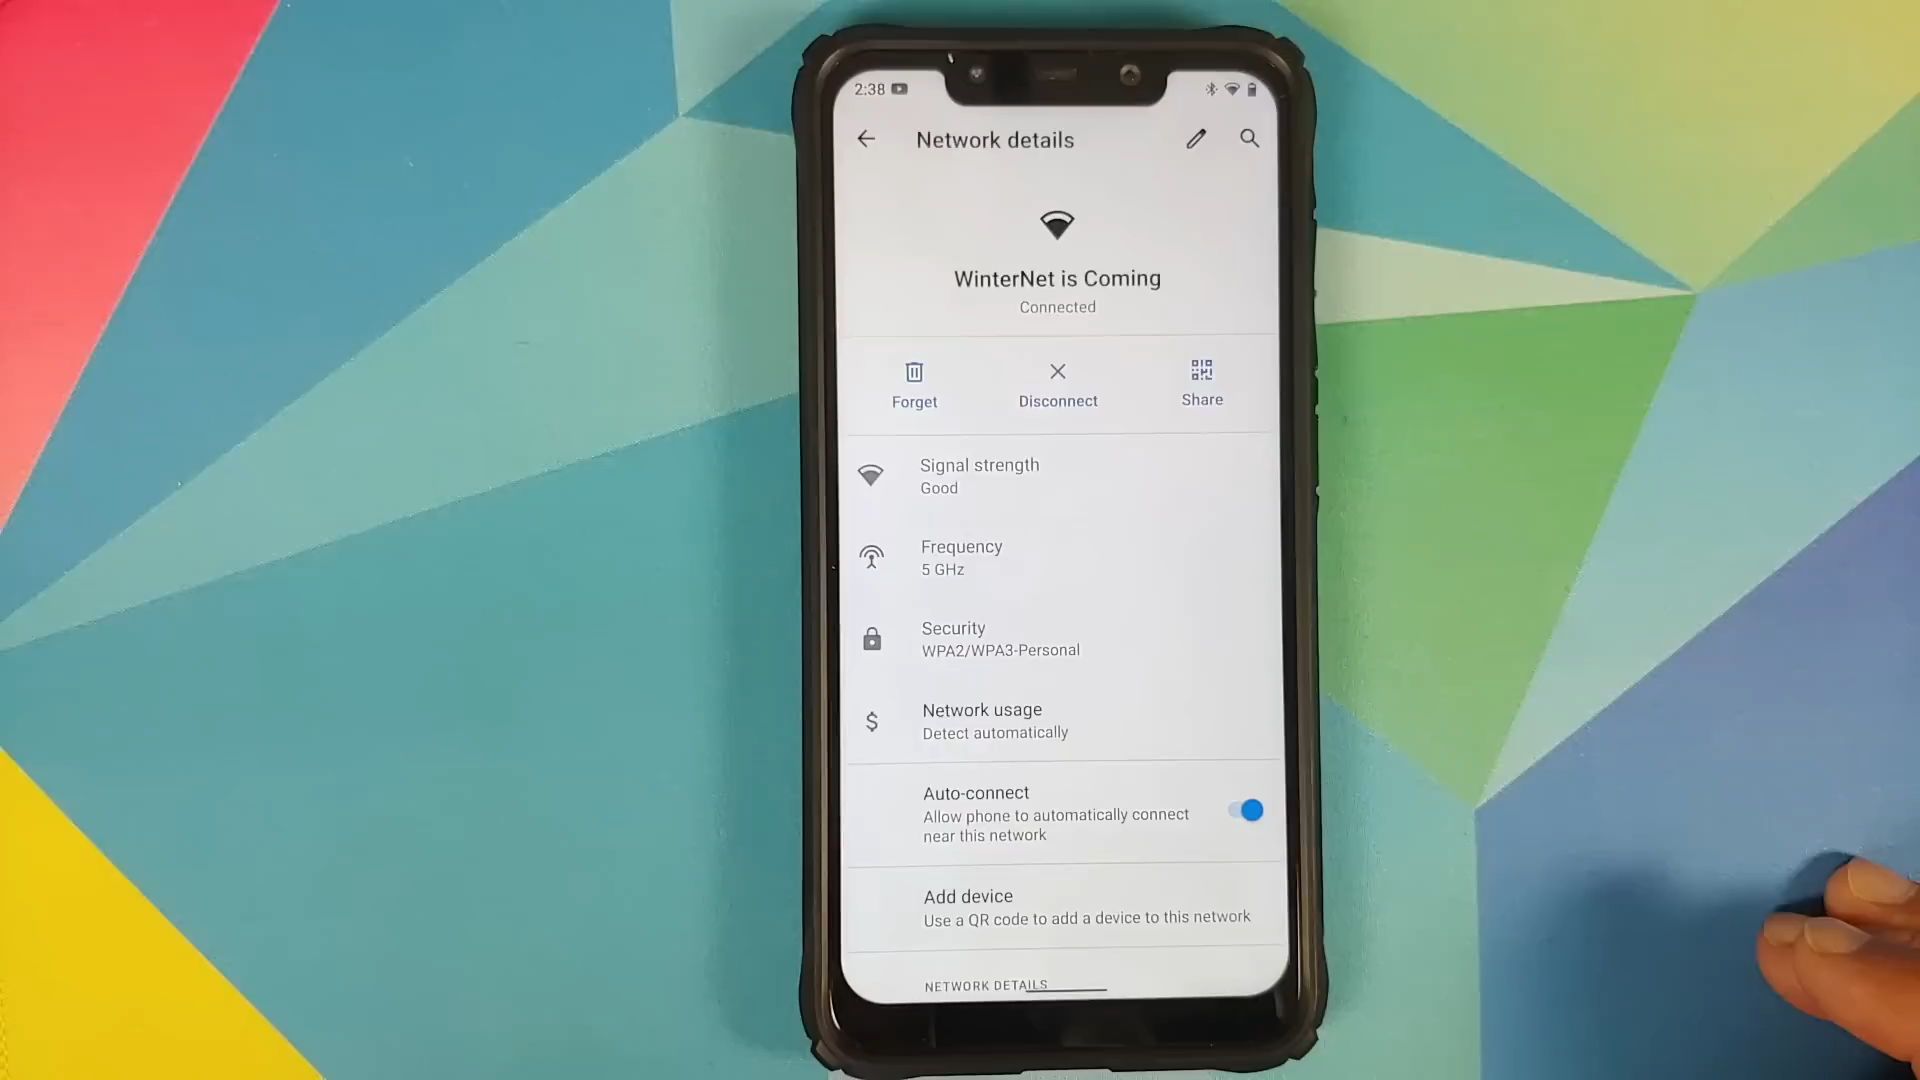 2:38
Network details
WinterNet is Coming
Connected
Forget
Disconnect
Share
Signal strength
Good
Frequency
5 GHz
Security
WPA2/WPA3-Personal
Network usage
Detect automatically
Auto-connect
Allow phone to automatically connect
near this network
Add device
Use a QR code to add a device to this network
NETWORK DETAILS